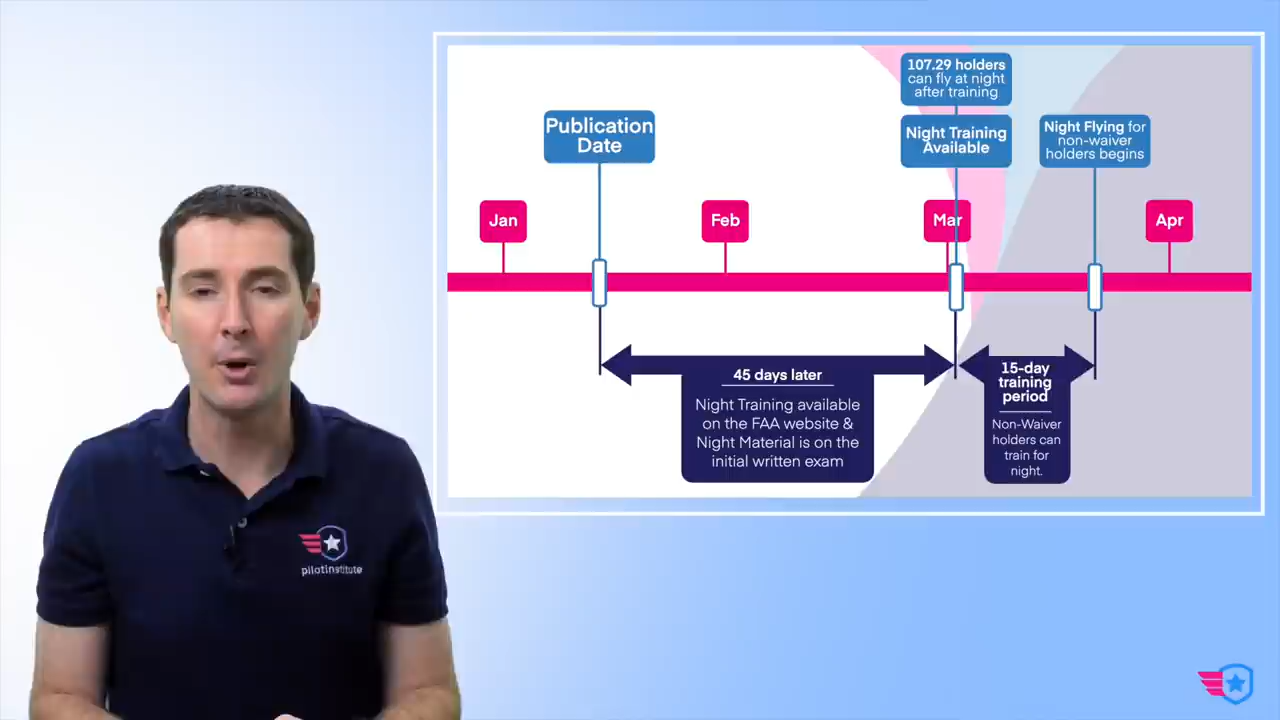 107.29 holders
can fly at night
after training
Publication
Date
Night Training
Available
Night Flying for
non-waiver
holders begins
Jan
Feb
Mar
Apr
45 days later
Night Training available
on the FAA website &
Night Material is on the
initial written exam
15-day
training
period
Non-Waiver
holders can
train for
night.
pilotinstitute